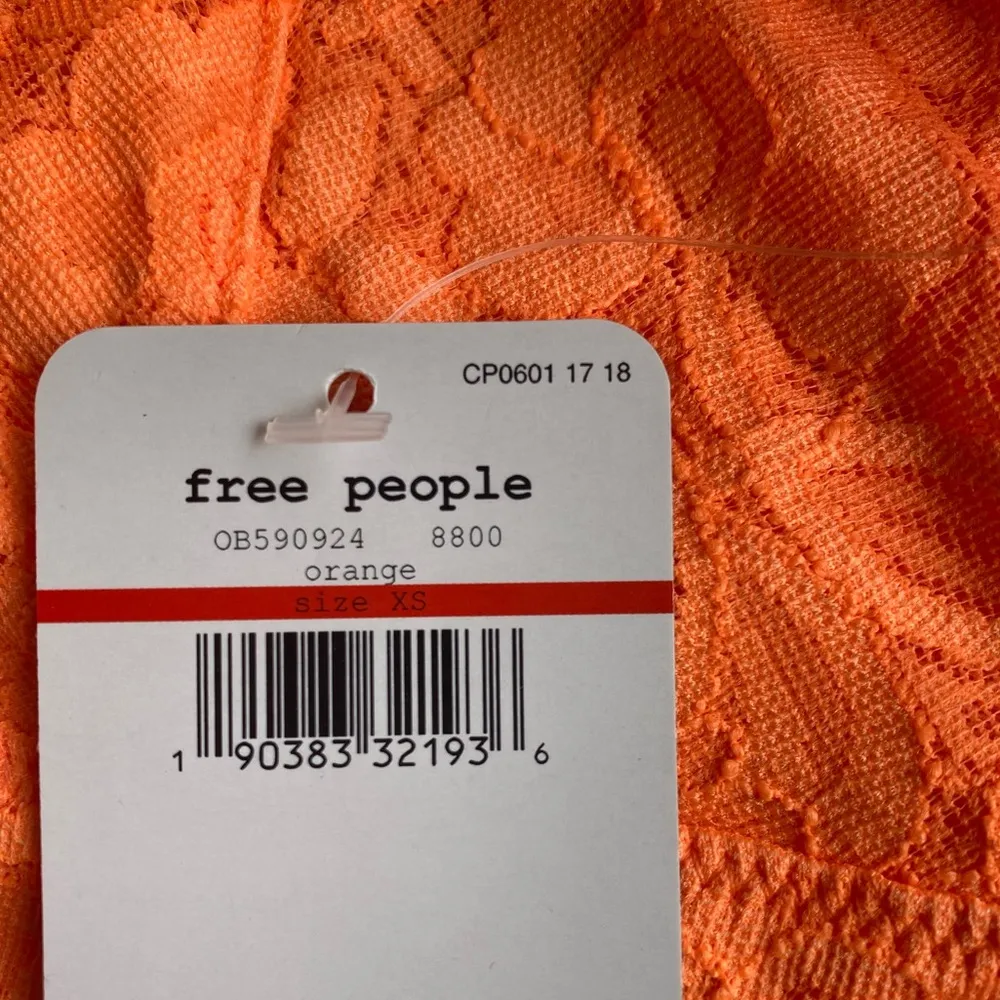 CP0601 17 18
free people
OB590924 8800
orange
size XS
1 90383 32193 6